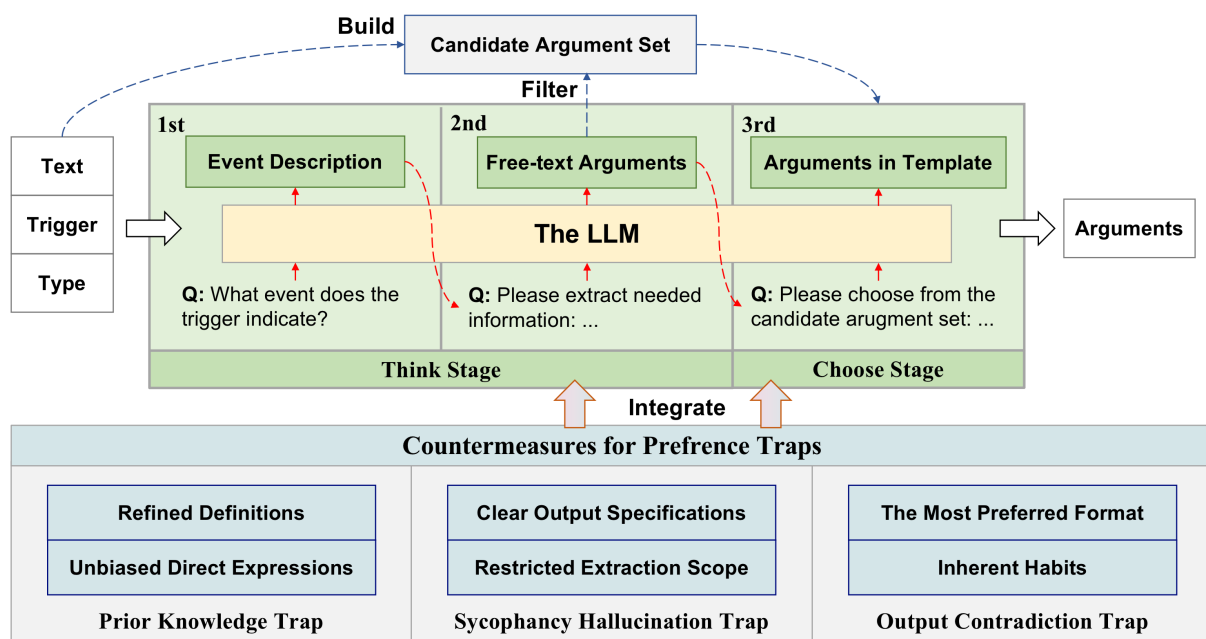 Build
Candidate Argument Set
Filter
1st
2nd
3rd
Text
Trigger
Type
Event Description
Free-text Arguments
Arguments in Template
The LLM
Arguments
Q: What event does the
trigger indicate?
Q: Please extract needed
information: ...
Q: Please choose from the
candidate arugment set: ...
Think Stage
Choose Stage
Integrate
Countermeasures for Prefrence Traps
Refined Definitions
Unbiased Direct Expressions
Prior Knowledge Trap
Clear Output Specifications
Restricted Extraction Scope
Sycophancy Hallucination Trap
The Most Preferred Format
Inherent Habits
Output Contradiction Trap